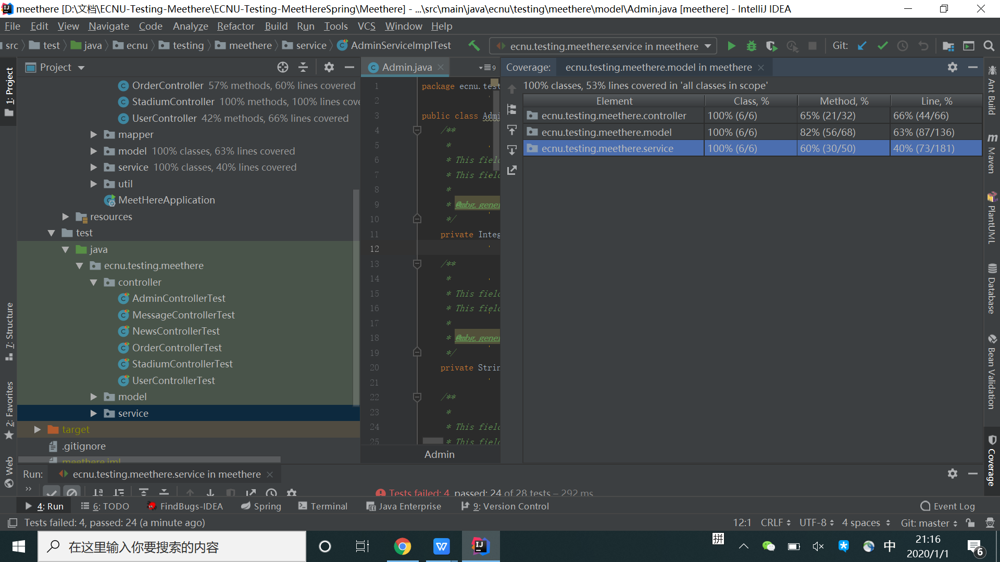 meethere [D:\文档\ECNU-Testing-Meethere\ECNU-Testing-MeetHereSpring\Meethere] - ...\src\main\java\ecnu\testing\meethere\model\Admin.java [meethere] - IntelliJ IDEA
File Edit View Navigate Code Analyze Refactor Build Run Tools VCS Window Help
src test java ecnu testing meethere service AdminServiceImplTest ecnu.testing.meethere.service in meethere Git:
Project Admin.java 9 Coverage: ecnu.testing.meethere.model in meethere
1: Project
7: Structure
2: Favorites
Web
OrderController 57% methods, 60% lines covered
StadiumController 100% methods, 100% lines cov
UserController 42% methods, 66% lines covered
mapper
model 100% classes, 63% lines covered
service 100% classes, 40% lines covered
util
MeetHereApplication
resources
test
java
ecnu.testing.meethere
controller
AdminControllerTest
MessageControllerTest
NewsControllerTest
OrderControllerTest
StadiumControllerTest
UserControllerTest
model
service
target
.gitignore
meethere.iml
1 package ecnu.test
2
3 public class Admi
4 /**
5 *
6 * This field
7 * This field
8 *
9 * @mbg.gener
10 */
11 private Integ
12
13 /**
14 *
15 * This field
16 * This field
17 *
18 * @mbg.gener
19 */
20 private Strin
21
22 /**
23 *
24 * This field
25 * This field
Admin
100% classes, 53% lines covered in 'all classes in scope'
Element Class, % Method, % Line, %
ecnu.testing.meethere.controller 100% (6/6) 65% (21/32) 66% (44/66)
ecnu.testing.meethere.model 100% (6/6) 82% (56/68) 63% (87/136)
ecnu.testing.meethere.service 100% (6/6) 60% (30/50) 40% (73/181)
Ant Build
Maven
PlantUML
Database
Bean Validation
Coverage
Run: ecnu.testing.meethere.service in meethere
Tests failed: 4, passed: 24 of 28 tests – 292 ms
4: Run 6: TODO FindBugs-IDEA Spring Terminal Java Enterprise 9: Version Control Event Log
Tests failed: 4, passed: 24 (a minute ago) 12:1 CRLF UTF-8 4 spaces Git: master
在这里输入你要搜索的内容
拼
中
21:16
2020/1/1
6